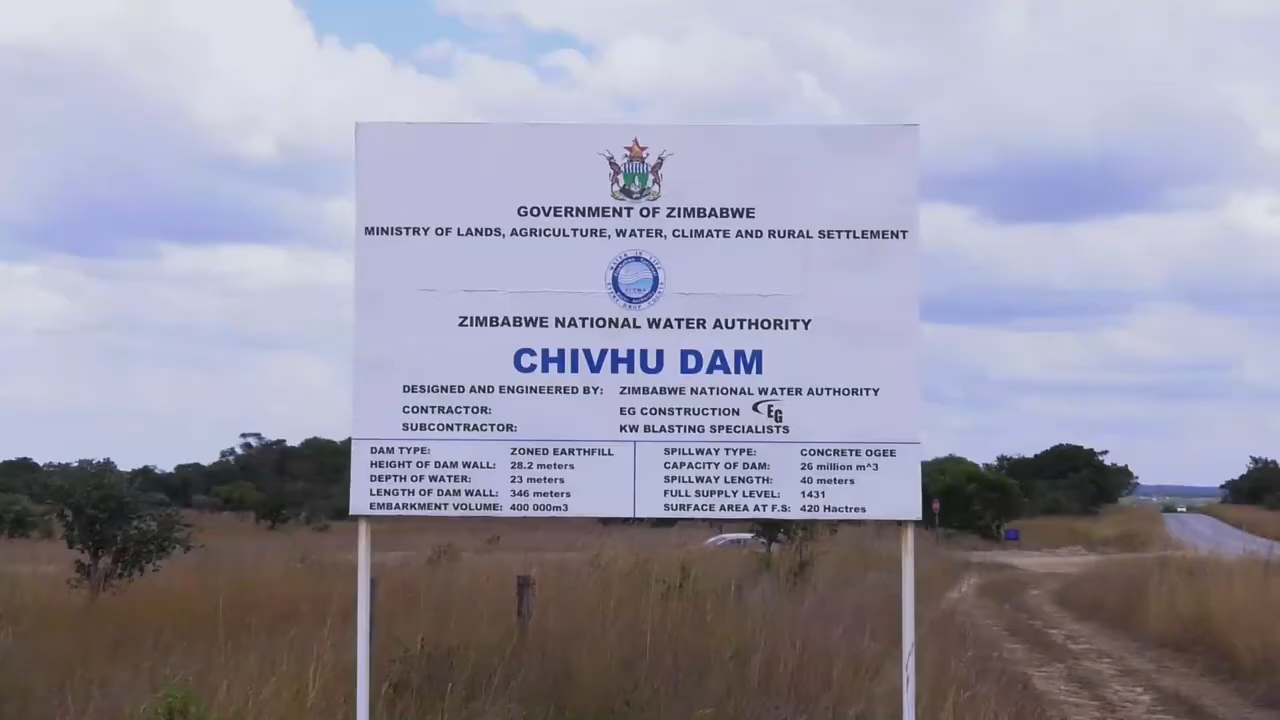 GOVERNMENT OF ZIMBABWE
MINISTRY OF LANDS, AGRICULTURE, WATER, CLIMATE AND RURAL SETTLEMENT
ZIMBABWE NATIONAL WATER AUTHORITY
CHIVHU DAM
DESIGNED AND ENGINEERED BY: ZIMBABWE NATIONAL WATER AUTHORITY
CONTRACTOR: EG CONSTRUCTION EG
SUBCONTRACTOR: KW BLASTING SPECIALISTS
DAM TYPE: ZONED EARTHFILL
HEIGHT OF DAM WALL: 28.2 meters
DEPTH OF WATER: 23 meters
LENGTH OF DAM WALL: 346 meters
EMBARKMENT VOLUME: 400 000m3
SPILLWAY TYPE: CONCRETE OGEE
CAPACITY OF DAM: 26 million m^3
SPILLWAY LENGTH: 40 meters
FULL SUPPLY LEVEL: 1431
SURFACE AREA AT F.S: 420 Hactres